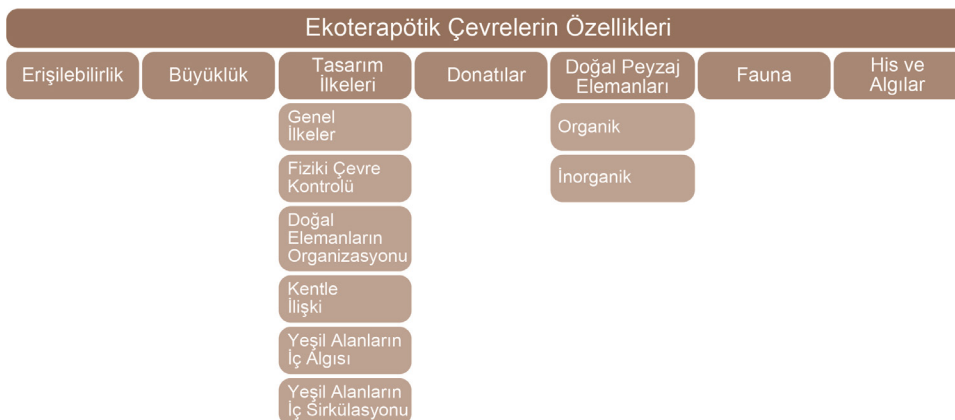 Ekoterapötik Çevrelerin Özellikleri
Erişilebilirlik
Büyüklük
Tasarım
İlkeleri
Donatılar
Doğal Peyzaj
Elemanları
Fauna
His ve
Algılar
Genel
İlkeler
Fiziki Çevre
Kontrolü
Doğal
Elemanların
Organizasyonu
Kentle
İlişki
Yeşil Alanların
İç Algısı
Yeşil Alanların
İç Sirkülasyonu
Organik
İnorganik